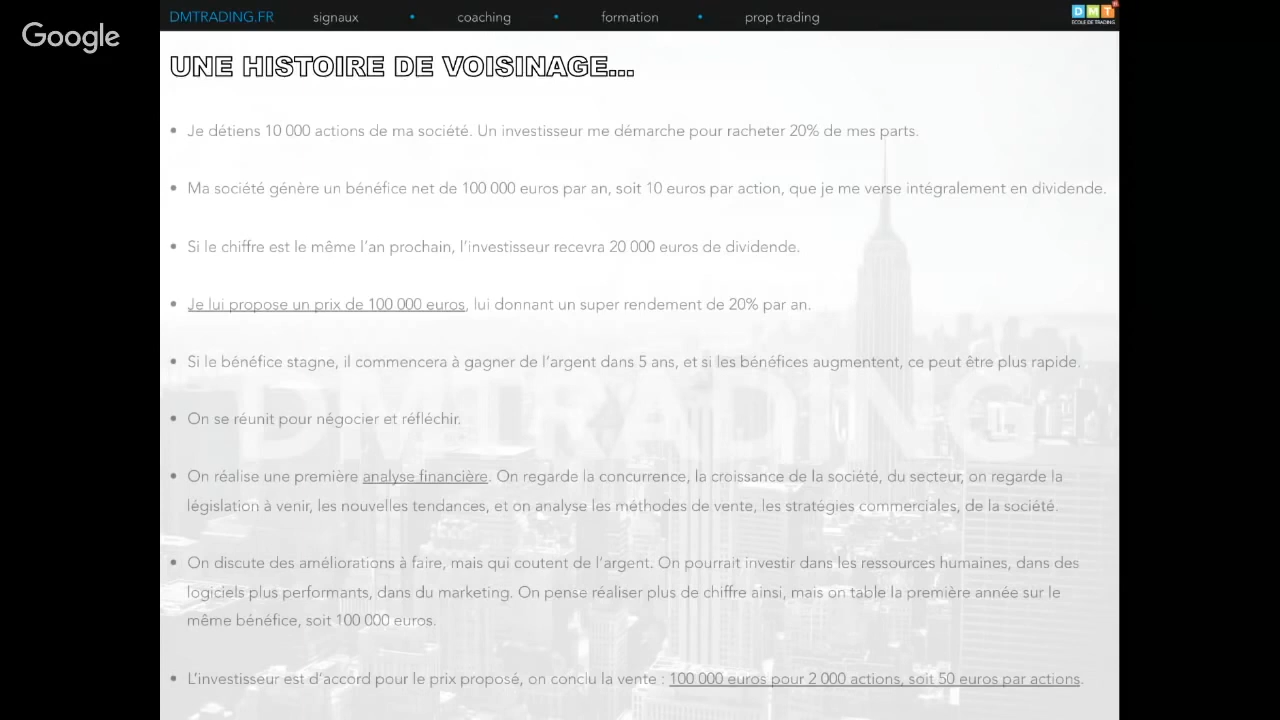 Google
DMTRADING.FR signaux • coaching • formation • prop trading
DMT
ECOLE DE TRADING
UNE HISTOIRE DE VOISINAGE...
• Je détiens 10 000 actions de ma société. Un investisseur me démarche pour racheter 20% de mes parts.
• Ma société génère un bénéfice net de 100 000 euros par an, soit 10 euros par action, que je me verse intégralement en dividende.
• Si le chiffre est le même l'an prochain, l'investisseur recevra 20 000 euros de dividende.
• Je lui propose un prix de 100 000 euros, lui donnant un super rendement de 20% par an.
• Si le bénéfice stagne, il commencera à gagner de l'argent dans 5 ans, et si les bénéfices augmentent, ce peut être plus rapide.
DMTRADING
• On se réunit pour négocier et réfléchir.
• On réalise une première analyse financière. On regarde la concurrence, la croissance de la société, du secteur, on regarde la
législation à venir, les nouvelles tendances, et on analyse les méthodes de vente, les stratégies commerciales, de la société.
• On discute des améliorations à faire, mais qui coutent de l'argent. On pourrait investir dans les ressources humaines, dans des
logiciels plus performants, dans du marketing. On pense réaliser plus de chiffre ainsi, mais on table la première année sur le
même bénéfice, soit 100 000 euros.
• L'investisseur est d'accord pour le prix proposé, on conclu la vente : 100 000 euros pour 2 000 actions, soit 50 euros par actions.